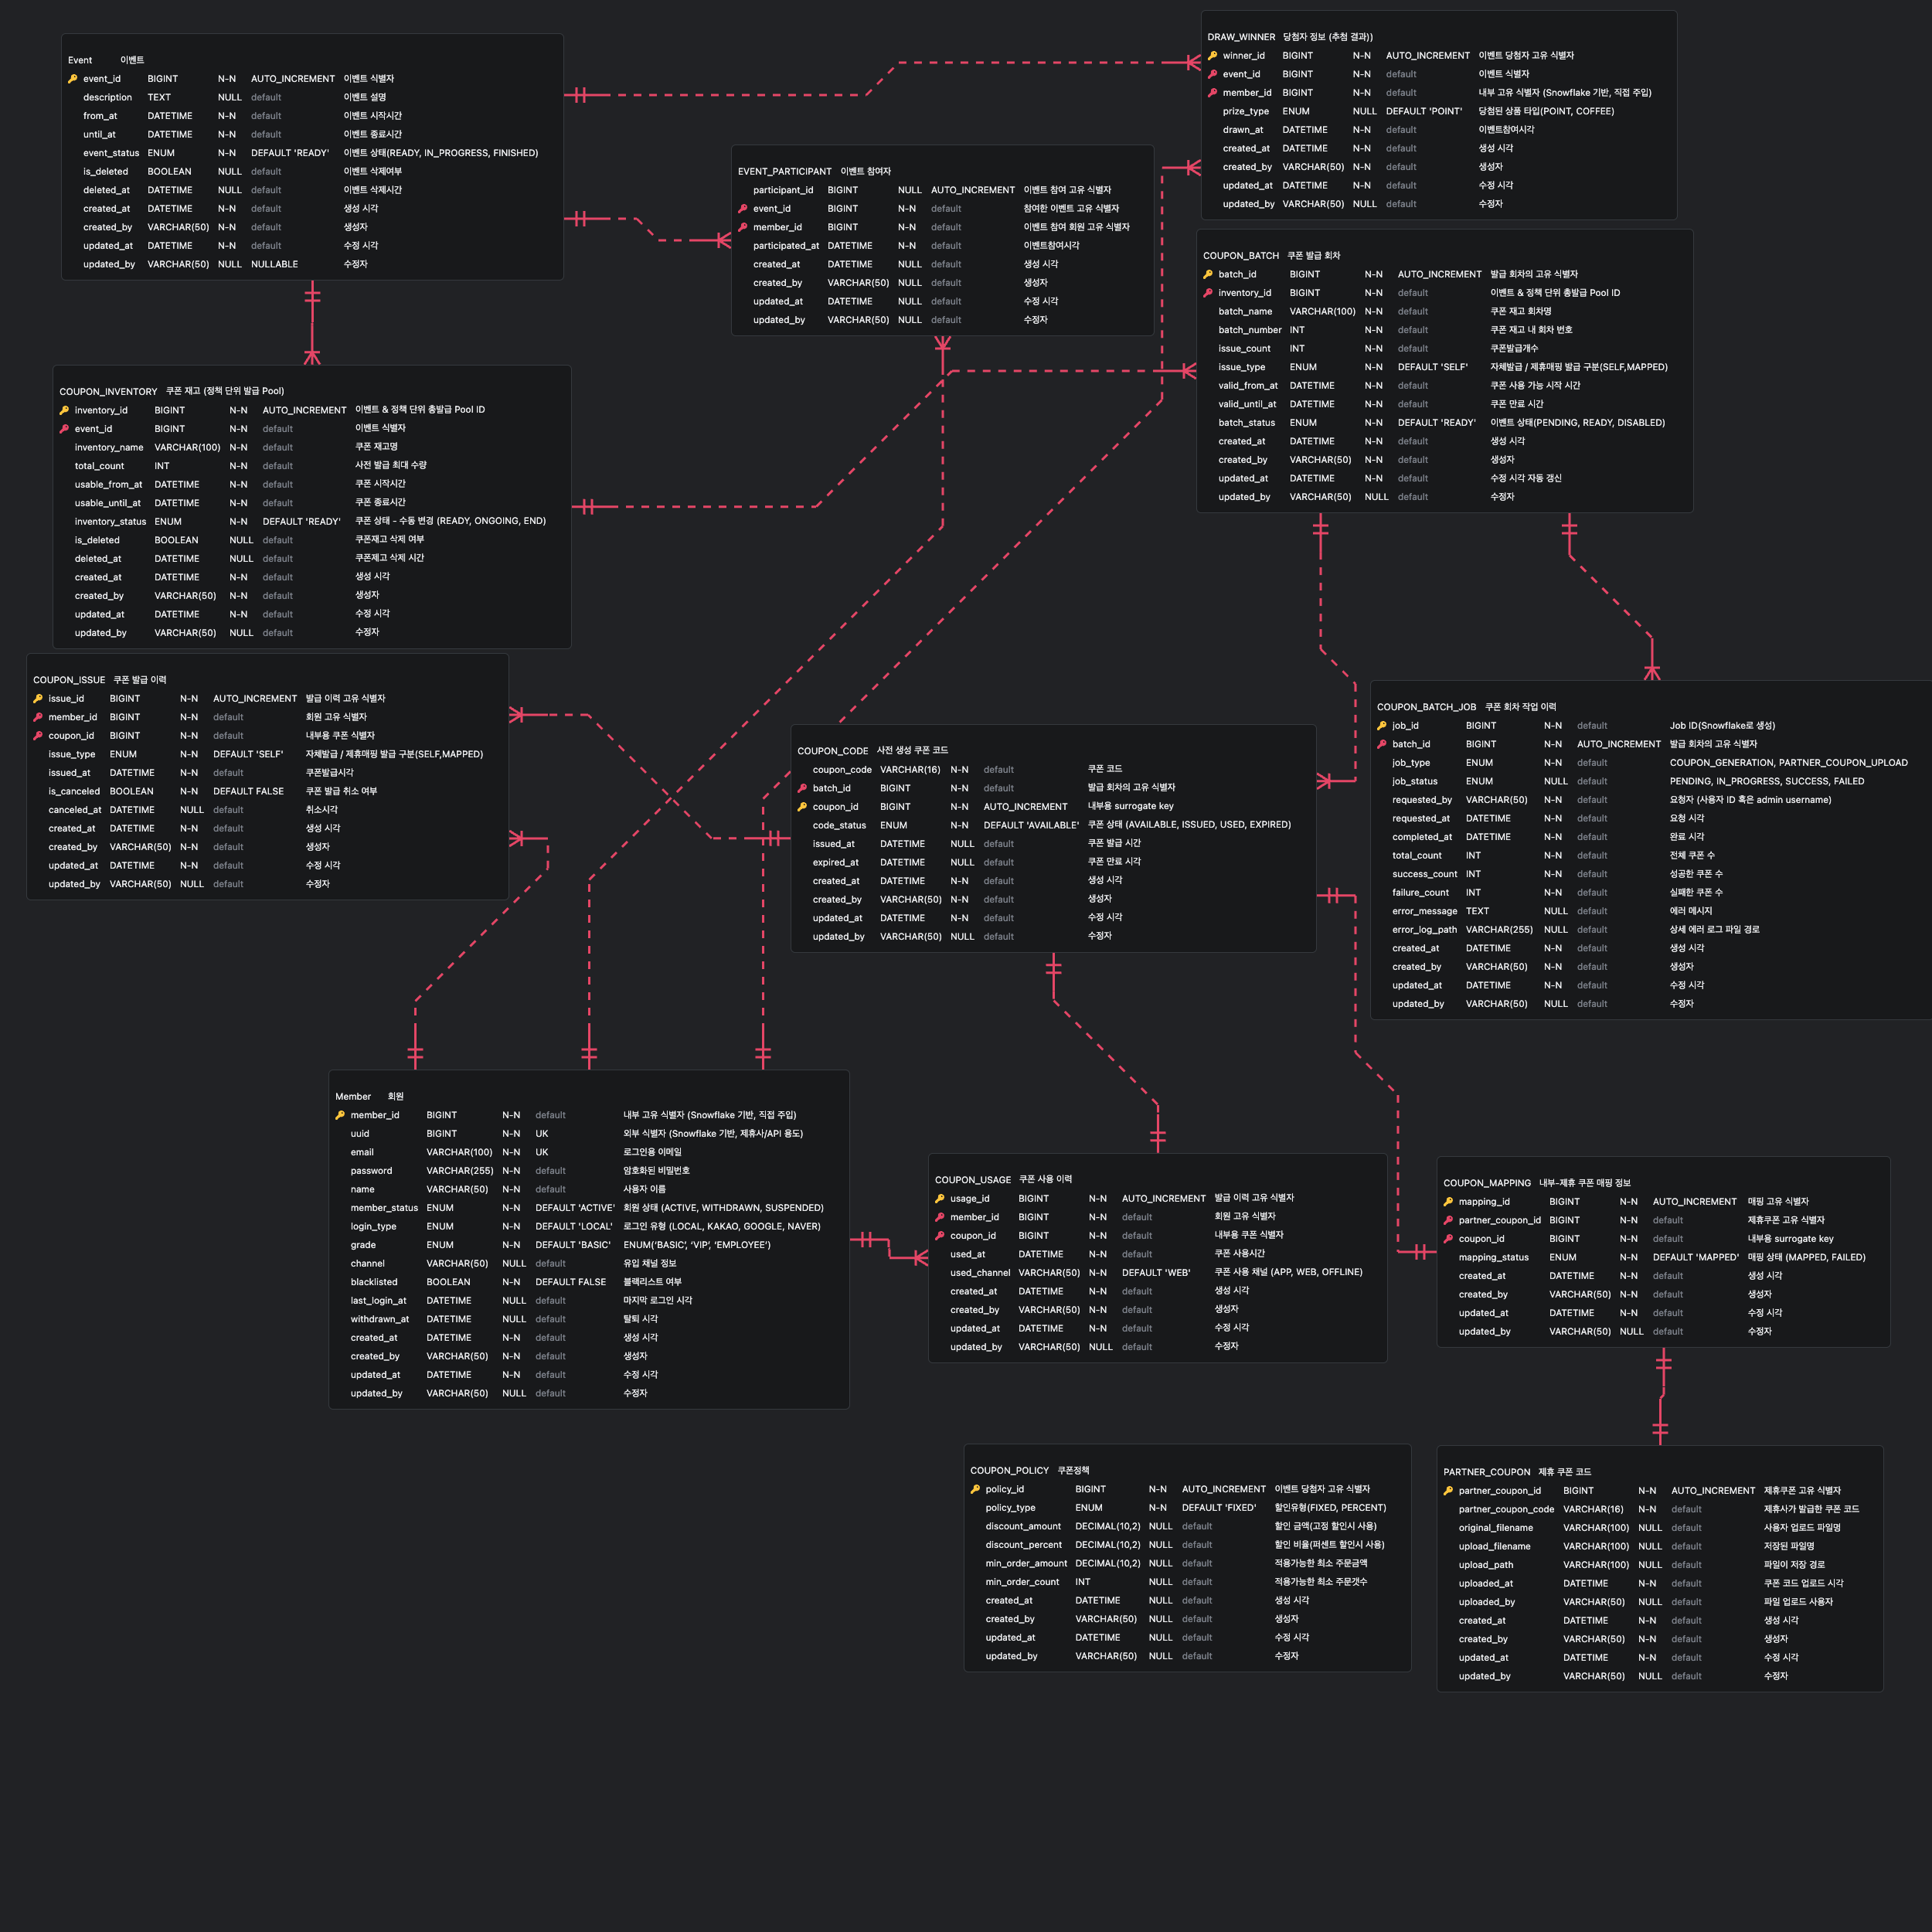 Event 이벤트
event_id BIGINT N-N AUTO_INCREMENT 이벤트 식별자
description TEXT NULL default 이벤트 설명
from_at DATETIME N-N default 이벤트 시작시간
until_at DATETIME N-N default 이벤트 종료시간
event_status ENUM N-N DEFAULT 'READY' 이벤트 상태(READY, IN_PROGRESS, FINISHED)
is_deleted BOOLEAN NULL default 이벤트 삭제여부
deleted_at DATETIME NULL default 이벤트 삭제시간
created_at DATETIME N-N default 생성 시각
created_by VARCHAR(50) N-N default 생성자
updated_at DATETIME N-N default 수정 시각
updated_by VARCHAR(50) NULL NULLABLE 수정자
DRAW_WINNER 당첨자 정보 (추첨 결과))
winner_id BIGINT N-N AUTO_INCREMENT 이벤트 당첨자 고유 식별자
event_id BIGINT N-N default 이벤트 식별자
member_id BIGINT N-N default 내부 고유 식별자 (Snowflake 기반, 직접 주입)
prize_type ENUM NULL DEFAULT 'POINT' 당첨된 상품 타입(POINT, COFFEE)
drawn_at DATETIME N-N default 이벤트참여시각
created_at DATETIME N-N default 생성 시각
created_by VARCHAR(50) N-N default 생성자
updated_at DATETIME N-N default 수정 시각
updated_by VARCHAR(50) NULL default 수정자
EVENT_PARTICIPANT 이벤트 참여자
participant_id BIGINT NULL AUTO_INCREMENT 이벤트 참여 고유 식별자
event_id BIGINT N-N default 참여한 이벤트 고유 식별자
member_id BIGINT N-N default 이벤트 참여 회원 고유 식별자
participated_at DATETIME N-N default 이벤트참여시각
created_at DATETIME NULL default 생성 시각
created_by VARCHAR(50) NULL default 생성자
updated_at DATETIME NULL default 수정 시각
updated_by VARCHAR(50) NULL default 수정자
COUPON_BATCH 쿠폰 발급 회차
batch_id BIGINT N-N AUTO_INCREMENT 발급 회차의 고유 식별자
inventory_id BIGINT N-N default 이벤트 & 정책 단위 총발급 Pool ID
batch_name VARCHAR(100) N-N default 쿠폰 재고 회차명
batch_number INT N-N default 쿠폰 재고 내 회차 번호
issue_count INT N-N default 쿠폰발급개수
issue_type ENUM N-N DEFAULT 'SELF' 자체발급 / 제휴매핑 발급 구분(SELF,MAPPED)
valid_from_at DATETIME N-N default 쿠폰 사용 가능 시작 시간
valid_until_at DATETIME N-N default 쿠폰 만료 시간
batch_status ENUM N-N DEFAULT 'READY' 이벤트 상태(PENDING, READY, DISABLED)
created_at DATETIME N-N default 생성 시각
created_by VARCHAR(50) N-N default 생성자
updated_at DATETIME N-N default 수정 시각 자동 갱신
updated_by VARCHAR(50) NULL default 수정자
COUPON_INVENTORY 쿠폰 재고 (정책 단위 발급 Pool)
inventory_id BIGINT N-N AUTO_INCREMENT 이벤트 & 정책 단위 총발급 Pool ID
event_id BIGINT N-N default 이벤트 식별자
inventory_name VARCHAR(100) N-N default 쿠폰 재고명
total_count INT N-N default 사전 발급 최대 수량
usable_from_at DATETIME N-N default 쿠폰 시작시간
usable_until_at DATETIME N-N default 쿠폰 종료시간
inventory_status ENUM N-N DEFAULT 'READY' 쿠폰 상태 - 수동 변경 (READY, ONGOING, END)
is_deleted BOOLEAN NULL default 쿠폰재고 삭제 여부
deleted_at DATETIME NULL default 쿠폰제고 삭제 시간
created_at DATETIME N-N default 생성 시각
created_by VARCHAR(50) N-N default 생성자
updated_at DATETIME N-N default 수정 시각
updated_by VARCHAR(50) NULL default 수정자
COUPON_ISSUE 쿠폰 발급 이력
issue_id BIGINT N-N AUTO_INCREMENT 발급 이력 고유 식별자
member_id BIGINT N-N default 회원 고유 식별자
coupon_id BIGINT N-N default 내부용 쿠폰 식별자
issue_type ENUM N-N DEFAULT 'SELF' 자체발급 / 제휴매핑 발급 구분(SELF,MAPPED)
issued_at DATETIME N-N default 쿠폰발급시각
is_canceled BOOLEAN N-N DEFAULT FALSE 쿠폰 발급 취소 여부
canceled_at DATETIME NULL default 취소시각
created_at DATETIME N-N default 생성 시각
created_by VARCHAR(50) N-N default 생성자
updated_at DATETIME N-N default 수정 시각
updated_by VARCHAR(50) NULL default 수정자
COUPON_CODE 사전 생성 쿠폰 코드
coupon_code VARCHAR(16) N-N default 쿠폰 코드
batch_id BIGINT N-N default 발급 회차의 고유 식별자
coupon_id BIGINT N-N AUTO_INCREMENT 내부용 surrogate key
code_status ENUM N-N DEFAULT 'AVAILABLE' 쿠폰 상태 (AVAILABLE, ISSUED, USED, EXPIRED)
issued_at DATETIME NULL default 쿠폰 발급 시간
expired_at DATETIME NULL default 쿠폰 만료 시각
created_at DATETIME N-N default 생성 시각
created_by VARCHAR(50) N-N default 생성자
updated_at DATETIME N-N default 수정 시각
updated_by VARCHAR(50) NULL default 수정자
COUPON_BATCH_JOB 쿠폰 회차 작업 이력
job_id BIGINT N-N default Job ID(Snowflake로 생성)
batch_id BIGINT N-N AUTO_INCREMENT 발급 회차의 고유 식별자
job_type ENUM N-N default COUPON_GENERATION, PARTNER_COUPON_UPLOAD
job_status ENUM NULL default PENDING, IN_PROGRESS, SUCCESS, FAILED
requested_by VARCHAR(50) N-N default 요청자 (사용자 ID 혹은 admin username)
requested_at DATETIME N-N default 요청 시각
completed_at DATETIME N-N default 완료 시각
total_count INT N-N default 전체 쿠폰 수
success_count INT N-N default 성공한 쿠폰 수
failure_count INT N-N default 실패한 쿠폰 수
error_message TEXT NULL default 에러 메시지
error_log_path VARCHAR(255) NULL default 상세 에러 로그 파일 경로
created_at DATETIME N-N default 생성 시각
created_by VARCHAR(50) N-N default 생성자
updated_at DATETIME N-N default 수정 시각
updated_by VARCHAR(50) NULL default 수정자
Member 회원
member_id BIGINT N-N default 내부 고유 식별자 (Snowflake 기반, 직접 주입)
uuid BIGINT N-N UK 외부 식별자 (Snowflake 기반, 제휴사/API 용도)
email VARCHAR(100) N-N UK 로그인용 이메일
password VARCHAR(255) N-N default 암호화된 비밀번호
name VARCHAR(50) N-N default 사용자 이름
member_status ENUM N-N DEFAULT 'ACTIVE' 회원 상태 (ACTIVE, WITHDRAWN, SUSPENDED)
login_type ENUM N-N DEFAULT 'LOCAL' 로그인 유형 (LOCAL, KAKAO, GOOGLE, NAVER)
grade ENUM N-N DEFAULT 'BASIC' ENUM('BASIC', 'VIP', 'EMPLOYEE')
channel VARCHAR(50) NULL default 유입 채널 정보
blacklisted BOOLEAN N-N DEFAULT FALSE 블랙리스트 여부
last_login_at DATETIME NULL default 마지막 로그인 시각
withdrawn_at DATETIME NULL default 탈퇴 시각
created_at DATETIME N-N default 생성 시각
created_by VARCHAR(50) N-N default 생성자
updated_at DATETIME N-N default 수정 시각
updated_by VARCHAR(50) NULL default 수정자
COUPON_USAGE 쿠폰 사용 이력
usage_id BIGINT N-N AUTO_INCREMENT 발급 이력 고유 식별자
member_id BIGINT N-N default 회원 고유 식별자
coupon_id BIGINT N-N default 내부용 쿠폰 식별자
used_at DATETIME N-N default 쿠폰 사용시간
used_channel VARCHAR(50) N-N DEFAULT 'WEB' 쿠폰 사용 채널 (APP, WEB, OFFLINE)
created_at DATETIME N-N default 생성 시각
created_by VARCHAR(50) N-N default 생성자
updated_at DATETIME N-N default 수정 시각
updated_by VARCHAR(50) NULL default 수정자
COUPON_MAPPING 내부-제휴 쿠폰 매핑 정보
mapping_id BIGINT N-N AUTO_INCREMENT 매핑 고유 식별자
partner_coupon_id BIGINT N-N default 제휴쿠폰 고유 식별자
coupon_id BIGINT N-N default 내부용 surrogate key
mapping_status ENUM N-N DEFAULT 'MAPPED' 매핑 상태 (MAPPED, FAILED)
created_at DATETIME N-N default 생성 시각
created_by VARCHAR(50) N-N default 생성자
updated_at DATETIME N-N default 수정 시각
updated_by VARCHAR(50) NULL default 수정자
COUPON_POLICY 쿠폰정책
policy_id BIGINT N-N AUTO_INCREMENT 이벤트 당첨자 고유 식별자
policy_type ENUM N-N DEFAULT 'FIXED' 할인유형(FIXED, PERCENT)
discount_amount DECIMAL(10,2) NULL default 할인 금액(고정 할인시 사용)
discount_percent DECIMAL(10,2) NULL default 할인 비율(퍼센트 할인시 사용)
min_order_amount DECIMAL(10,2) NULL default 적용가능한 최소 주문금액
min_order_count INT NULL default 적용가능한 최소 주문갯수
created_at DATETIME NULL default 생성 시각
created_by VARCHAR(50) NULL default 생성자
updated_at DATETIME NULL default 수정 시각
updated_by VARCHAR(50) NULL default 수정자
PARTNER_COUPON 제휴 쿠폰 코드
partner_coupon_id BIGINT N-N AUTO_INCREMENT 제휴쿠폰 고유 식별자
partner_coupon_code VARCHAR(16) N-N default 제휴사가 발급한 쿠폰 코드
original_filename VARCHAR(100) NULL default 사용자 업로드 파일명
upload_filename VARCHAR(100) NULL default 저장된 파일명
upload_path VARCHAR(100) NULL default 파일이 저장 경로
uploaded_at DATETIME N-N default 쿠폰 코드 업로드 시각
uploaded_by VARCHAR(50) NULL default 파일 업로드 사용자
created_at DATETIME N-N default 생성 시각
created_by VARCHAR(50) N-N default 생성자
updated_at DATETIME N-N default 수정 시각
updated_by VARCHAR(50) NULL default 수정자